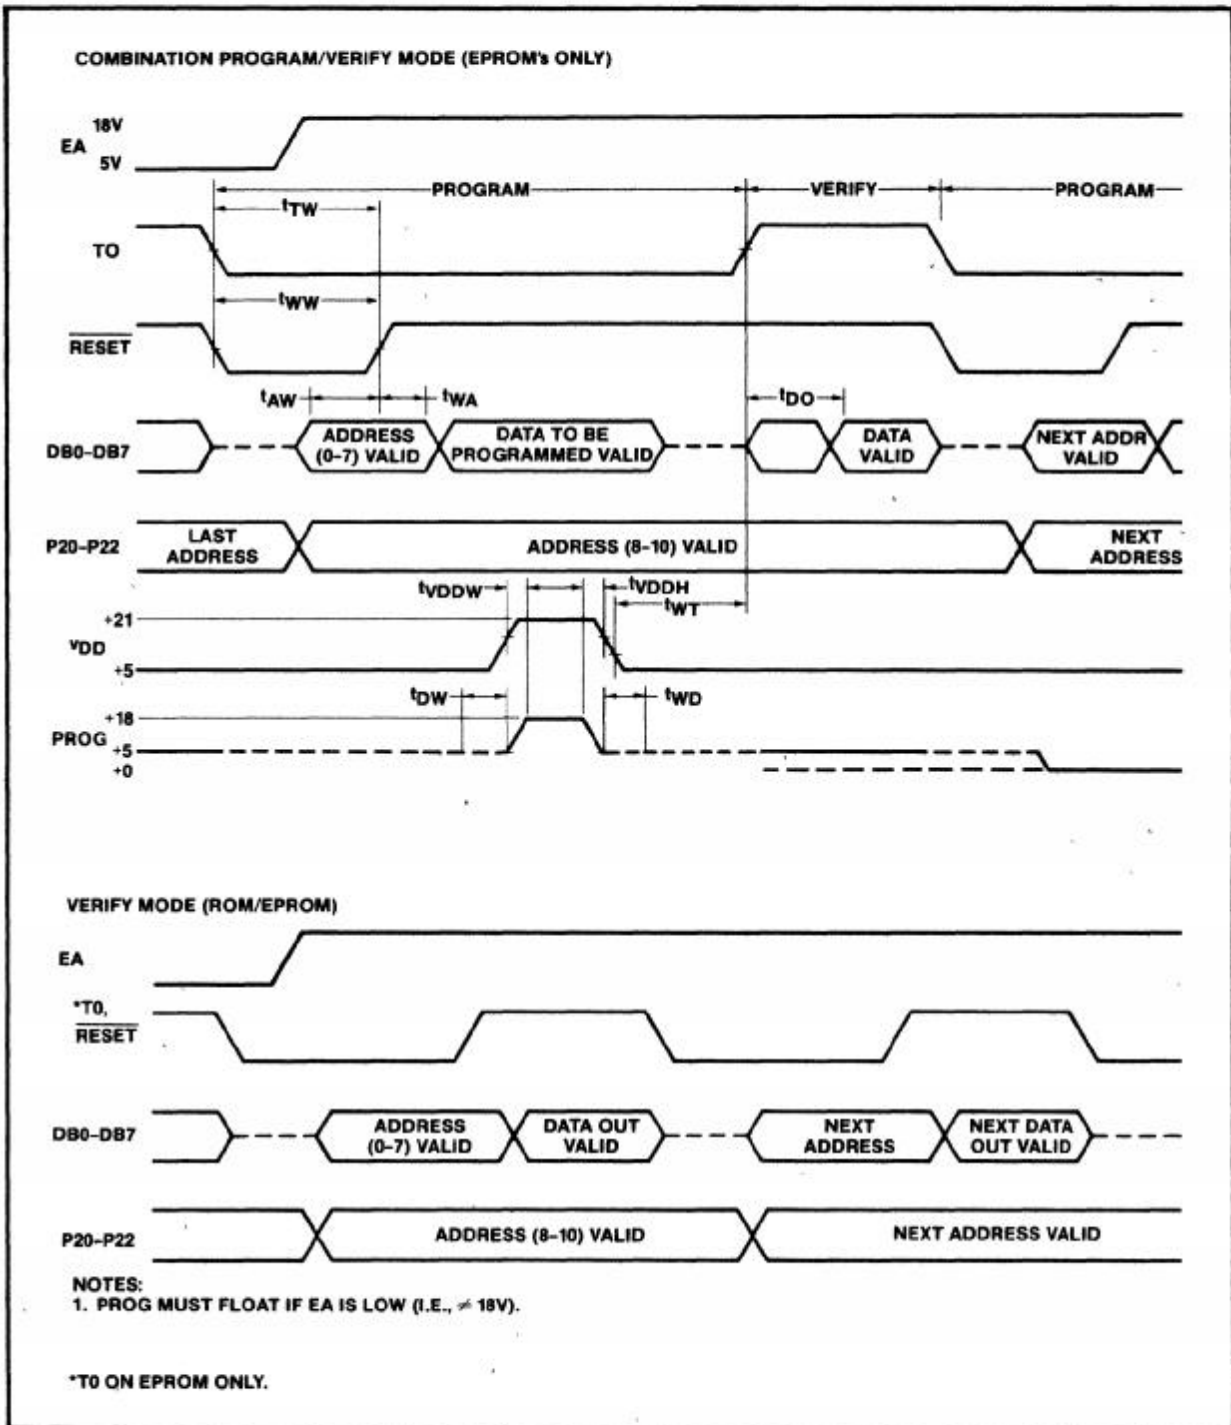 COMBINATION PROGRAM/VERIFY MODE (EPROM's ONLY)
18V
EA
5V
PROGRAM
VERIFY
PROGRAM
tTW
TO
tWW
RESET
tAW
tWA
tDO
DB0–DB7
ADDRESS
(0–7) VALID
DATA TO BE
PROGRAMMED VALID
DATA
VALID
NEXT ADDR
VALID
P20–P22
LAST
ADDRESS
ADDRESS (8–10) VALID
NEXT
ADDRESS
tVDDW
tVDDH
tWT
+21
VDD
+5
tDW
tWD
+18
PROG
+5
+0
VERIFY MODE (ROM/EPROM)
EA
*T0,
RESET
DB0–DB7
ADDRESS
(0–7) VALID
DATA OUT
VALID
NEXT
ADDRESS
NEXT DATA
OUT VALID
P20–P22
ADDRESS (8–10) VALID
NEXT ADDRESS VALID
NOTES:
1. PROG MUST FLOAT IF EA IS LOW (I.E., ≠ 18V).
*T0 ON EPROM ONLY.